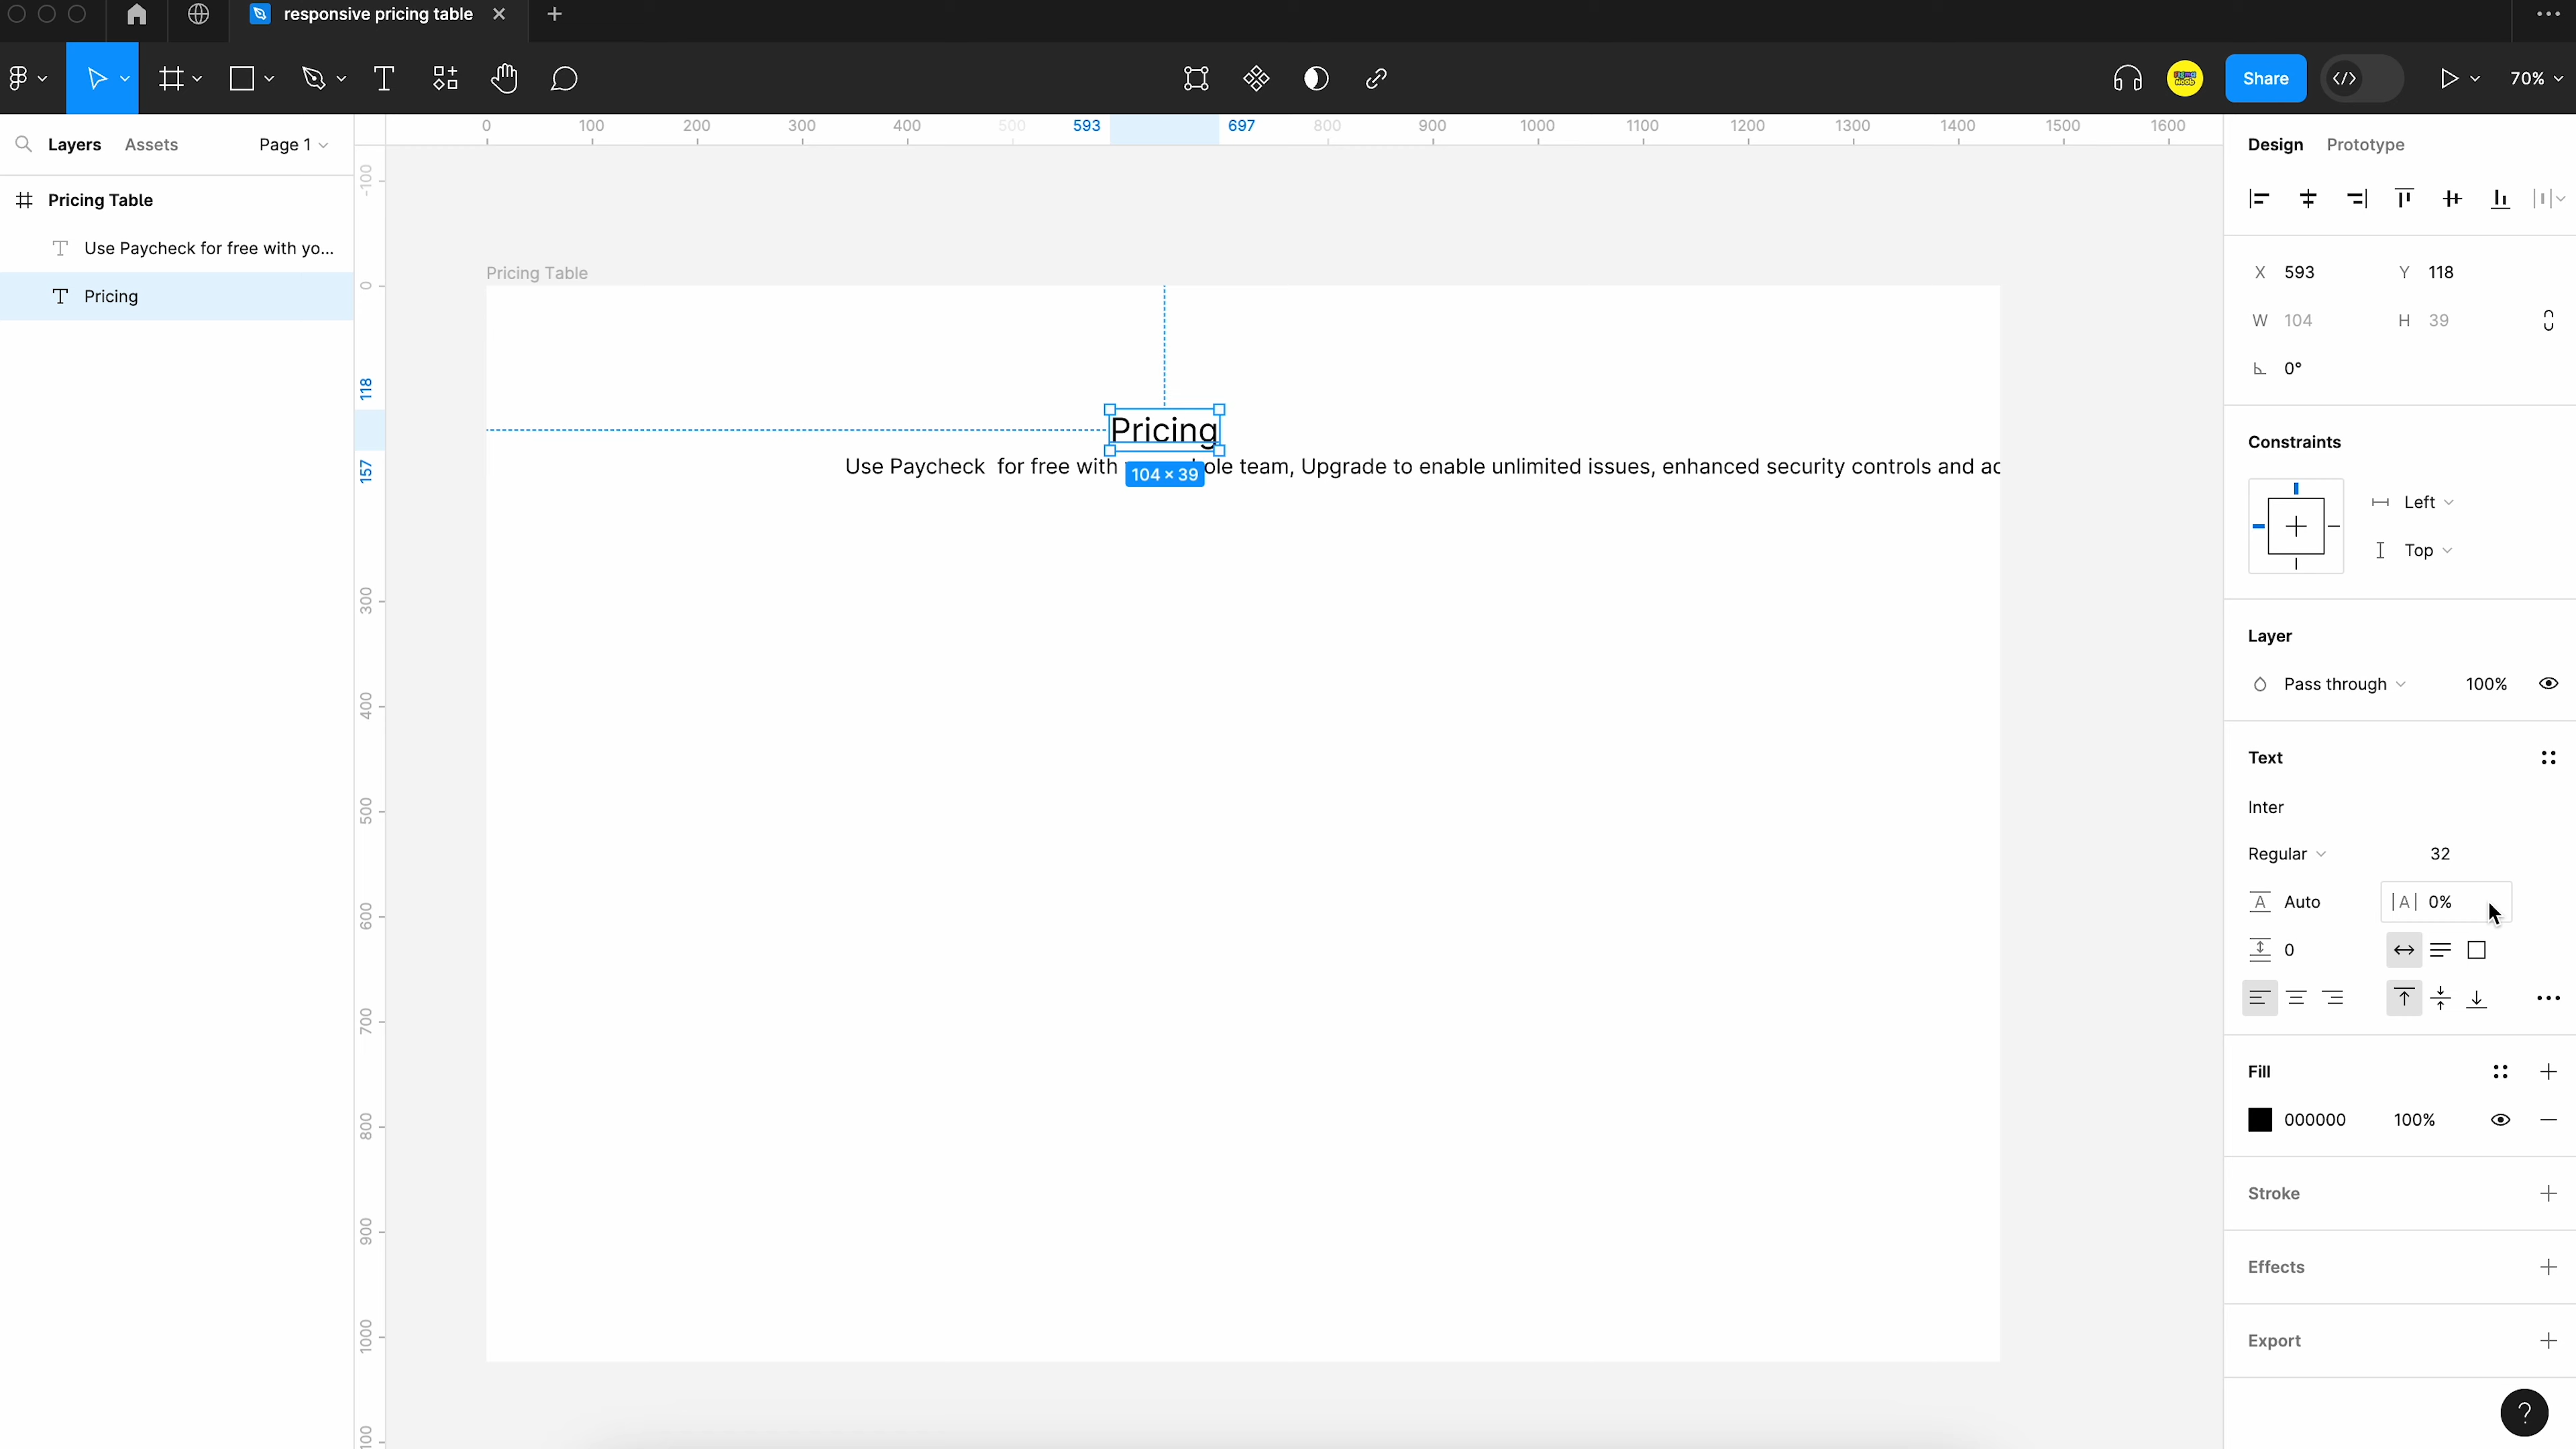 responsive pricing table
Share
70%
Layers
Assets
Page 1
Pricing Table
Use Paycheck for free with yo...
Pricing
0 100 200 300 400 500 593 697 800 900 1000 1100 1200 1300 1400 1500 1600
-100
0
118
157
300
400
500
600
700
800
900
1000
Pricing Table
Pricing
Use Paycheck for free with
ole team, Upgrade to enable unlimited issues, enhanced security controls and ac
104 × 39
Design
Prototype
X 593
Y 118
W 104
H 39
0°
Constraints
Left
Top
Layer
Pass through
100%
Text
Inter
Regular
32
A Auto
|A| 0%
0
Fill
000000
100%
Stroke
Effects
Export
?